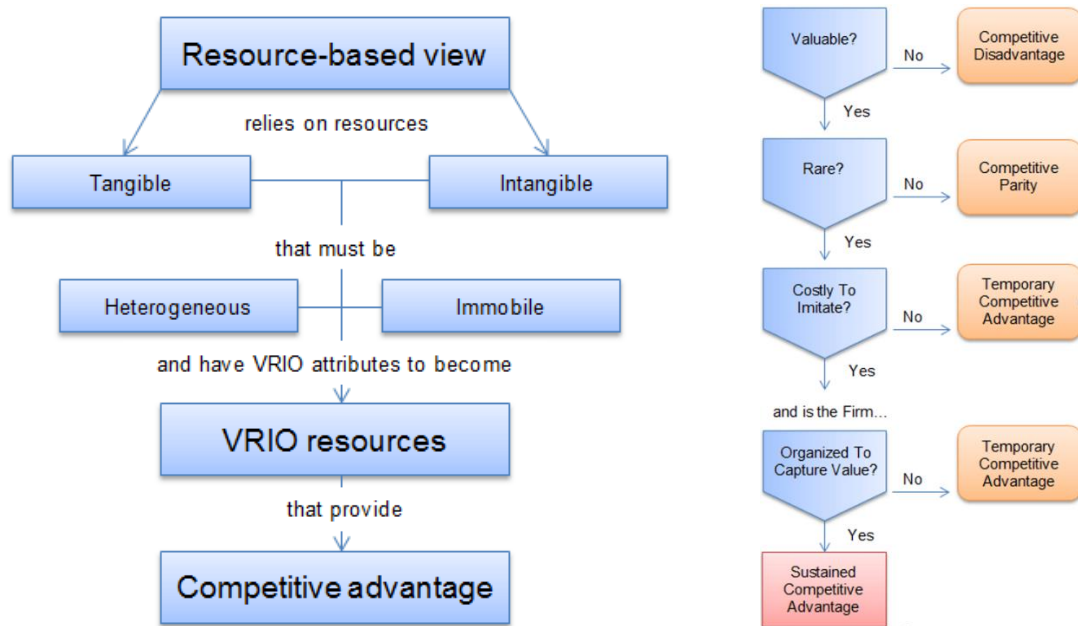 Resource-based view
relies on resources
Tangible
Intangible
that must be
Heterogeneous
Immobile
and have VRIO attributes to become
VRIO resources
that provide
Competitive advantage
Valuable?
No
Competitive
Disadvantage
Yes
Rare?
No
Competitive
Parity
Yes
Costly To
Imitate?
No
Temporary
Competitive
Advantage
Yes
and is the Firm...
Organized To
Capture Value?
No
Temporary
Competitive
Advantage
Yes
Sustained
Competitive
Advantage